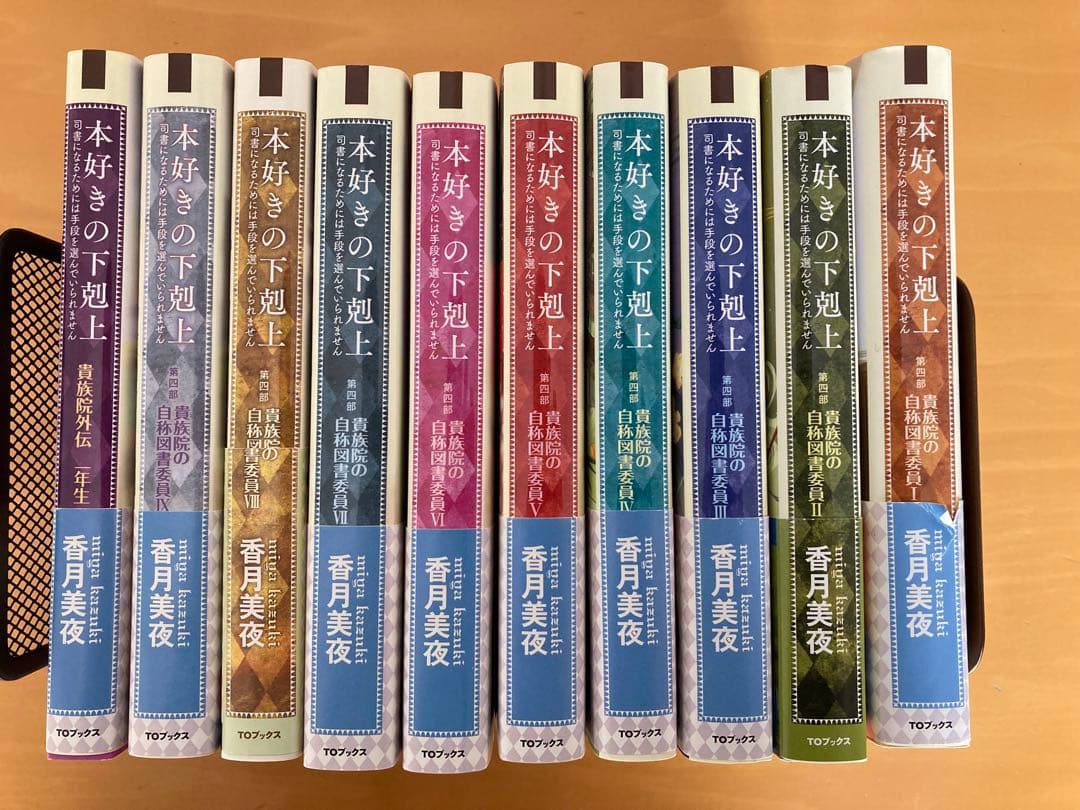 本好きの下剋上
司書になるためには手段を選んでいられません
第四部
貴族院の
自称図書委員Ⅰ
miya kazuki
香月美夜
TOブックス
本好きの下剋上
司書になるためには手段を選んでいられません
第四部
貴族院の
自称図書委員Ⅱ
miya kazuki
香月美夜
TOブックス
本好きの下剋上
司書になるためには手段を選んでいられません
第四部
貴族院の
自称図書委員Ⅲ
miya kazuki
香月美夜
TOブックス
本好きの下剋上
司書になるためには手段を選んでいられません
第四部
貴族院の
自称図書委員Ⅳ
miya kazuki
香月美夜
TOブックス
本好きの下剋上
司書になるためには手段を選んでいられません
第四部
貴族院の
自称図書委員Ⅴ
miya kazuki
香月美夜
TOブックス
本好きの下剋上
司書になるためには手段を選んでいられません
第四部
貴族院の
自称図書委員Ⅵ
miya kazuki
香月美夜
TOブックス
本好きの下剋上
司書になるためには手段を選んでいられません
第四部
貴族院の
自称図書委員Ⅶ
miya kazuki
香月美夜
TOブックス
本好きの下剋上
司書になるためには手段を選んでいられません
第四部
貴族院の
自称図書委員Ⅷ
miya kazuki
香月美夜
TOブックス
本好きの下剋上
司書になるためには手段を選んでいられません
第四部
貴族院の
自称図書委員Ⅸ
miya kazuki
香月美夜
TOブックス
本好きの下剋上
司書になるためには手段を選んでいられません
貴族院外伝 一年生
miya kazuki
香月美夜
TOブックス